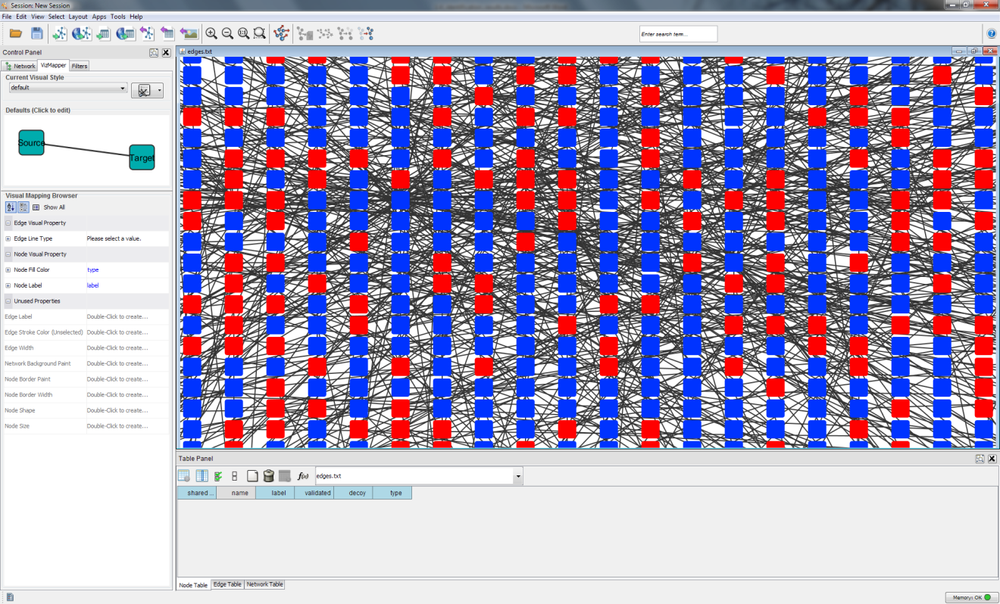 Session: New Session
File Edit View Select Layout Apps Tools Help
Enter search term...
Control Panel
Network VizMapper Filters
Current Visual Style
default
Defaults (Click to edit)
Source
Target
Visual Mapping Browser
Show All
Edge Visual Property
Edge Line Type Please select a value.
Node Visual Property
Node Fill Color type
Node Label label
Unused Properties
Edge Label Double-Click to create...
Edge Stroke Color (Unselected) Double-Click to create...
Edge Width Double-Click to create...
Network Background Paint Double-Click to create...
Node Border Paint Double-Click to create...
Node Border Width Double-Click to create...
Node Shape Double-Click to create...
Node Size Double-Click to create...
edges.txt
Table Panel
f(x) edges.txt
shared ... name label validated decoy type
Node Table Edge Table Network Table
Memory: OK